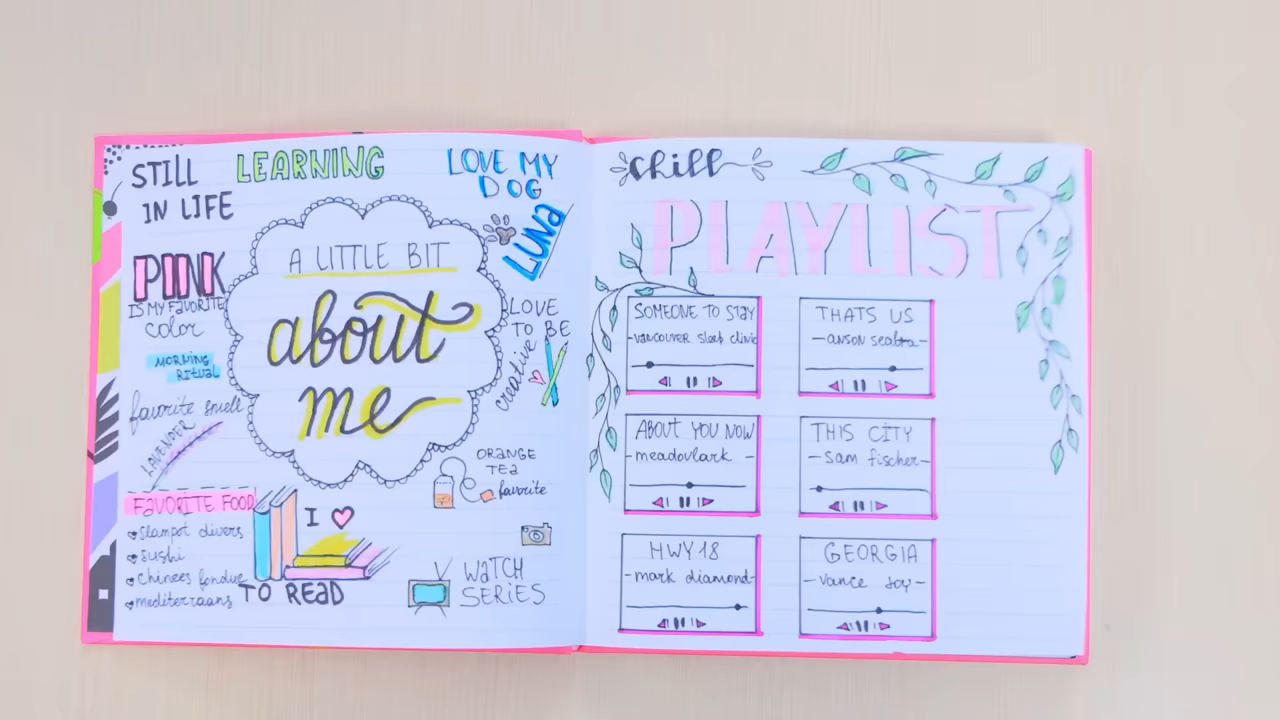 STILL
IN LIFE
LEARNING
LOVE MY
DOG
LUNA
A LITTLE BIT
about
me
PINK
IS MY FAVORITE
color
MORNING
RITUAL
favorite smell
LAVENDER
LOVE
TO BE
creative
ORANGE
TEA
favorite
FAVORITE FOOD
Slampot divers
Sushi
chinees fondue
mediterraans
I
TO READ
WATCH
SERIES
chill
PLAYLIST
SOMEONE TO STAY
-vancouver sleep clinic
THATS US
-anson seabra-
ABOUT YOU NOW
-meadowlark -
THIS CITY
-Sam fischer-
HWY 18
-mark diamond-
GEORGIA
-vance joy-